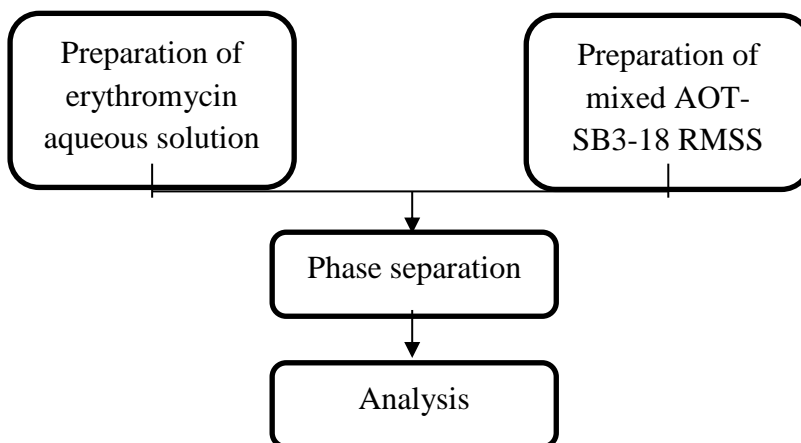 Preparation of
erythromycin
aqueous solution
Preparation of
mixed AOT-
SB3-18 RMSS
Phase separation
Analysis